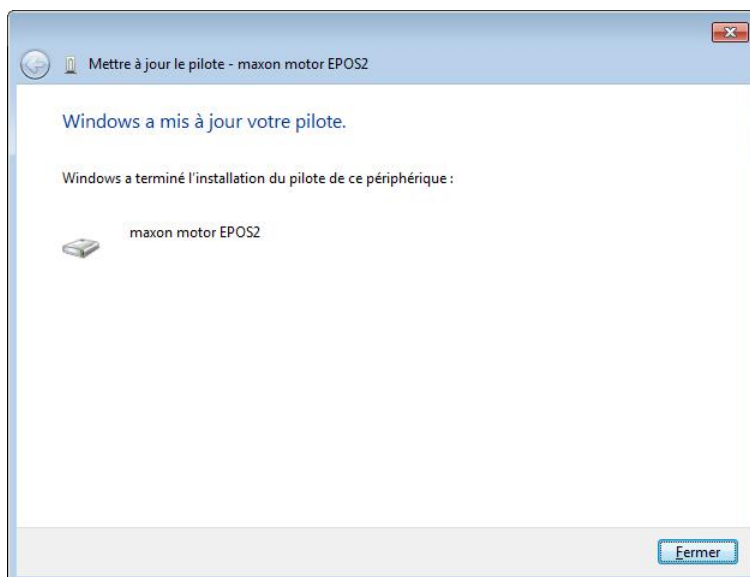 Mettre à jour le pilote - maxon motor EPOS2
Windows a mis à jour votre pilote.
Windows a terminé l'installation du pilote de ce périphérique :
maxon motor EPOS2
Fermer